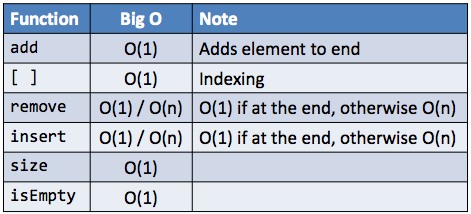 Function Big O Note
add O(1) Adds element to end
[ ] O(1) Indexing
remove O(1) / O(n) O(1) if at the end, otherwise O(n)
insert O(1) / O(n) O(1) if at the end, otherwise O(n)
size O(1)
isEmpty O(1)